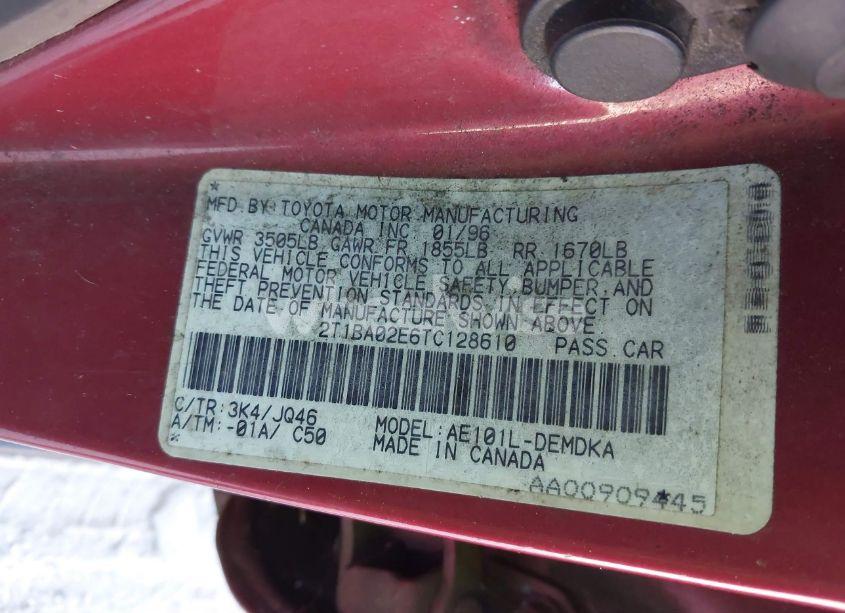 MFD BY TOYOTA MOTOR MANUFACTURING
CANADA INC 01/96
GVWR 3505LB GAWR FR 1855LB RR 1670LB
THIS VEHICLE CONFORMS TO ALL APPLICABLE
FEDERAL MOTOR VEHICLE SAFETY, BUMPER, AND
THEFT PREVENTION STANDARDS IN EFFECT ON
THE DATE OF MANUFACTURE SHOWN ABOVE
2T1BA02E6TC128610 PASS. CAR
C/TR: 3K4/JQ46
A/TM: -01A/ C50
MODEL: AE101L-DEMDKA
MADE IN CANADA
AA00909445